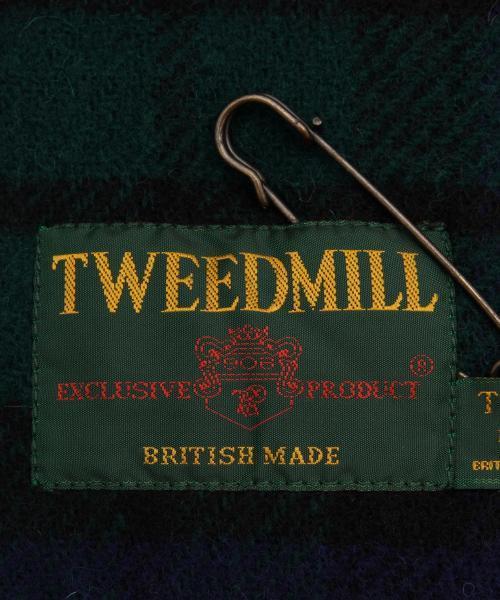 TWEEDMILL
EXCLUSIVE PRODUCT ®
BRITISH MADE